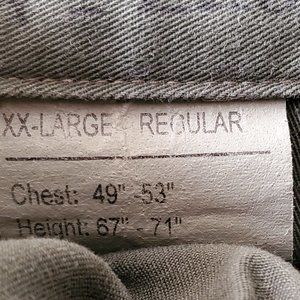 XX-LARGE - REGULAR
Chest: 49" -53"
Height: 67" - 71"